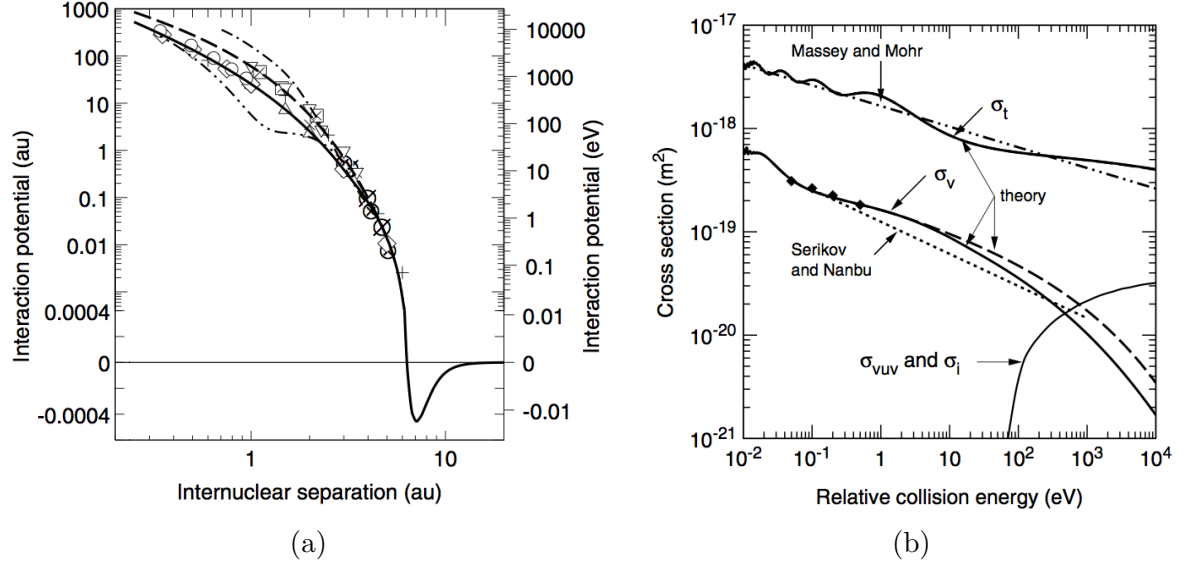 1000
100
10
1
0.1
0.01
0.0004
0
-0.0004
Interaction potential (au)
10000
1000
100
10
1
0.1
0.01
0
-0.01
Interaction potential (eV)
1
10
Internuclear separation (au)
(a)
10⁻¹⁷
10⁻¹⁸
10⁻¹⁹
10⁻²⁰
10⁻²¹
Cross section (m²)
Massey and Mohr
σₜ
σᵥ
theory
Serikov
and Nanbu
σᵥᵤᵥ and σᵢ
10⁻²
10⁻¹
1
10
10²
10³
10⁴
Relative collision energy (eV)
(b)